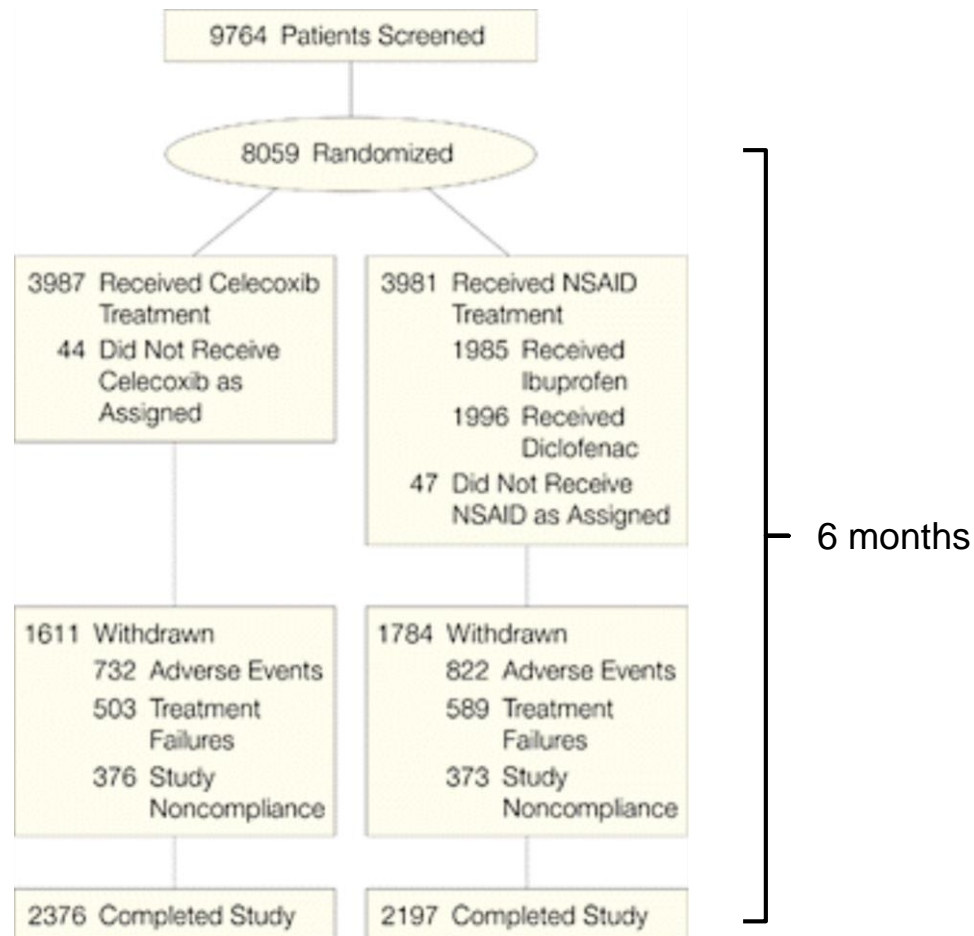 9764 Patients Screened
8059 Randomized
3987 Received Celecoxib
Treatment
44 Did Not Receive
Celecoxib as
Assigned
3981 Received NSAID
Treatment
1985 Received
Ibuprofen
1996 Received
Diclofenac
47 Did Not Receive
NSAID as Assigned
6 months
1611 Withdrawn
732 Adverse Events
503 Treatment
Failures
376 Study
Noncompliance
1784 Withdrawn
822 Adverse Events
589 Treatment
Failures
373 Study
Noncompliance
2376 Completed Study
2197 Completed Study